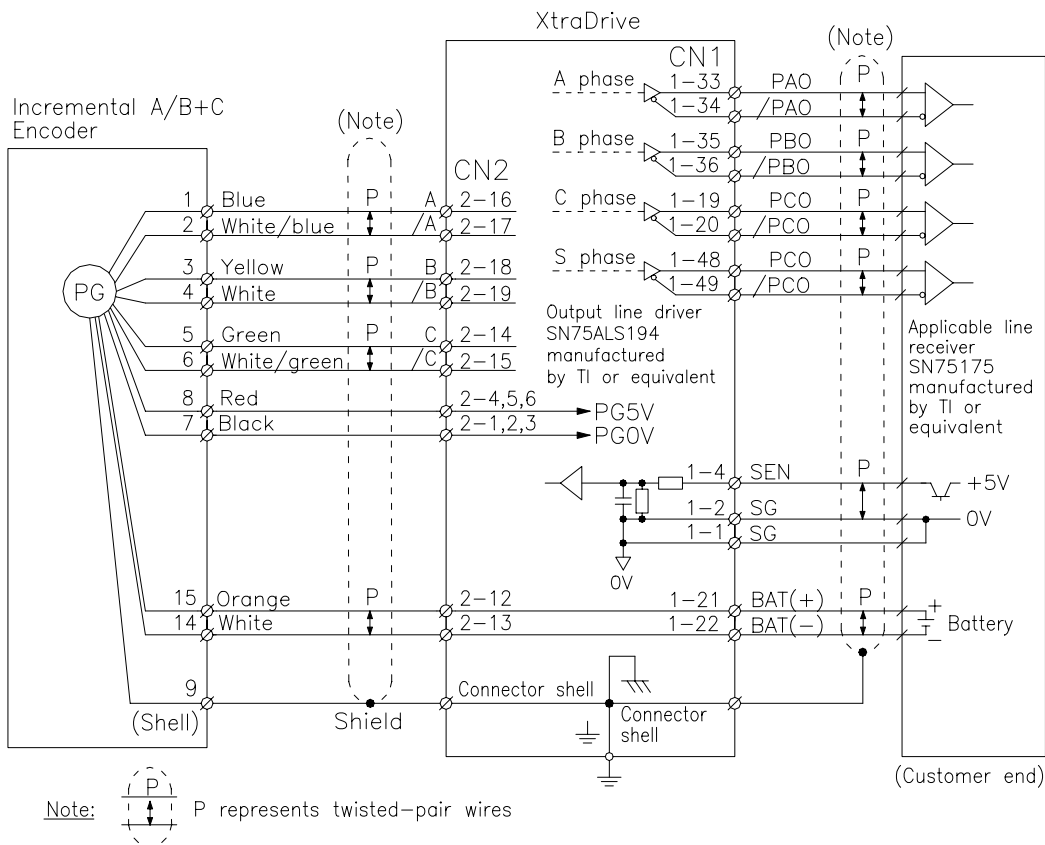 XtraDrive
(Note)
CN1
A phase 1-33 PAO P
1-34 /PAO
Incremental A/B+C
Encoder
(Note)
B phase 1-35 PBO P
1-36 /PBO
CN2
1 Blue P A 2-16
2 White/blue /A 2-17
C phase 1-19 PCO P
1-20 /PCO
3 Yellow P B 2-18
4 White /B 2-19
PG
S phase 1-48 PCO P
1-49 /PCO
5 Green P C 2-14
6 White/green /C 2-15
Output line driver
SN75ALS194
manufactured
by TI or equivalent
Applicable line
receiver
SN75175
manufactured
by TI or
equivalent
8 Red 2-4,5,6 PG5V
7 Black 2-1,2,3 PG0V
1-4 SEN P +5V
1-2 SG 0V
1-1 SG
0V
15 Orange P 2-12 1-21 BAT(+) P +
14 White 2-13 1-22 BAT(-) - Battery
9 Connector shell
(Shell) Shield
Connector
shell
(Customer end)
P
Note: P represents twisted-pair wires